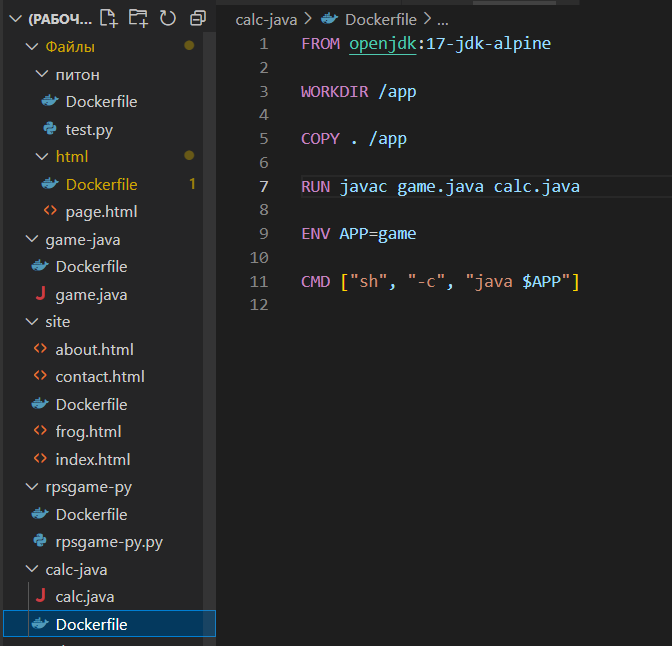 (РАБОЧ...
Файлы
питон
Dockerfile
test.py
html
Dockerfile 1
page.html
game-java
Dockerfile
game.java
site
about.html
contact.html
Dockerfile
frog.html
index.html
rpsgame-py
Dockerfile
rpsgame-py.py
calc-java
calc.java
Dockerfile
calc-java > Dockerfile > ...
1 FROM openjdk:17-jdk-alpine
2
3 WORKDIR /app
4
5 COPY . /app
6
7 RUN javac game.java calc.java
8
9 ENV APP=game
10
11 CMD ["sh", "-c", "java $APP"]
12